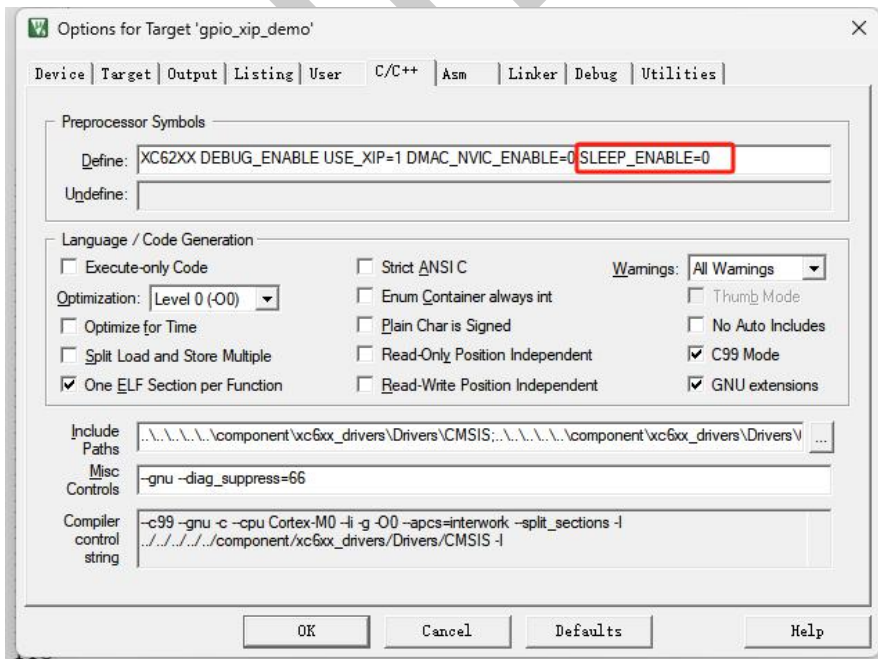 Options for Target 'gpio_xip_demo'
Device Target Output Listing User C/C++ Asm Linker Debug Utilities
Preprocessor Symbols
Define: XC62XX DEBUG_ENABLE USE_XIP=1 DMAC_NVIC_ENABLE=0 SLEEP_ENABLE=0
Undefine:
Language / Code Generation
Execute-only Code Strict ANSI C Warnings: All Warnings
Optimization: Level 0 (-O0) Enum Container always int Thumb Mode
Optimize for Time Plain Char is Signed No Auto Includes
Split Load and Store Multiple Read-Only Position Independent C99 Mode
One ELF Section per Function Read-Write Position Independent GNU extensions
Include Paths ..\..\..\..\..\component\xc6xx_drivers\Drivers\CMSIS;..\..\..\..\..\component\xc6xx_drivers\Drivers\ ...
Misc Controls --gnu --diag_suppress=66
Compiler control string --c99 --gnu -c --cpu Cortex-M0 --li -g -O0 --apcs=interwork --split_sections -I
../../../../../component/xc6xx_drivers/Drivers/CMSIS -I
OK Cancel Defaults Help